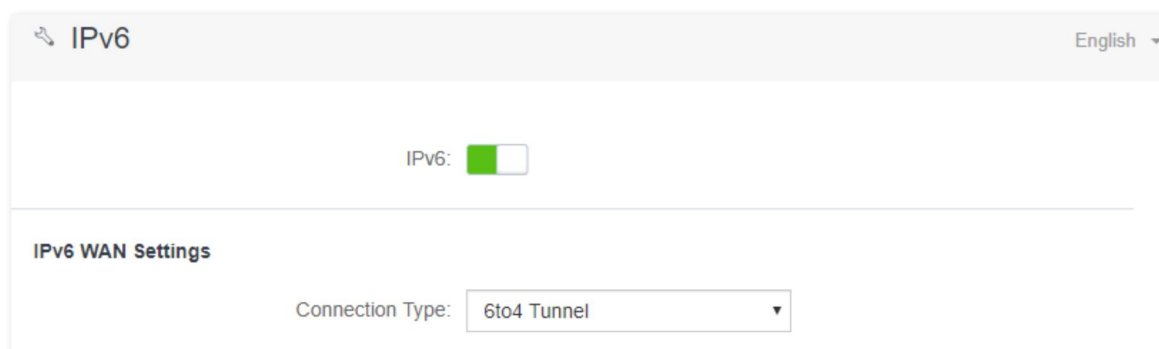 IPv6
English
IPv6:
IPv6 WAN Settings
Connection Type: 6to4 Tunnel